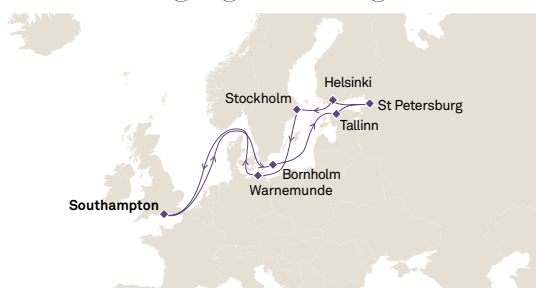 Helsinki
Stockholm
St Petersburg
Tallinn
Bornholm
Warnemunde
Southampton